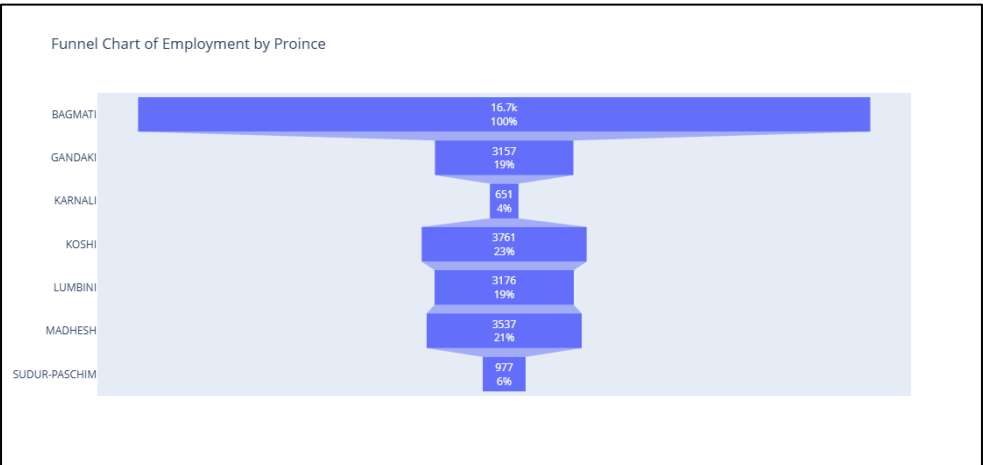 Funnel Chart of Employment by Proince
BAGMATI
16.7k
100%
GANDAKI
3157
19%
KARNALI
651
4%
KOSHI
3761
23%
LUMBINI
3176
19%
MADHESH
3537
21%
SUDUR-PASCHIM
977
6%